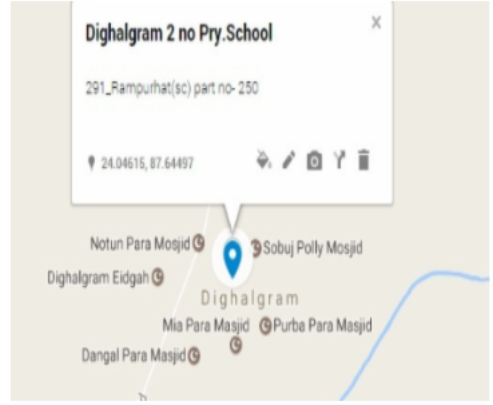 Dighalgram 2 no Pry.School
291_Rampurhat(sc) part no- 250
24.04615, 87.64497
Notun Para Mosjid
Sobuj Polly Mosjid
Dighalgram Eidgah
Dighalgram
Mia Para Masjid
Purba Para Masjid
Dangal Para Masjid